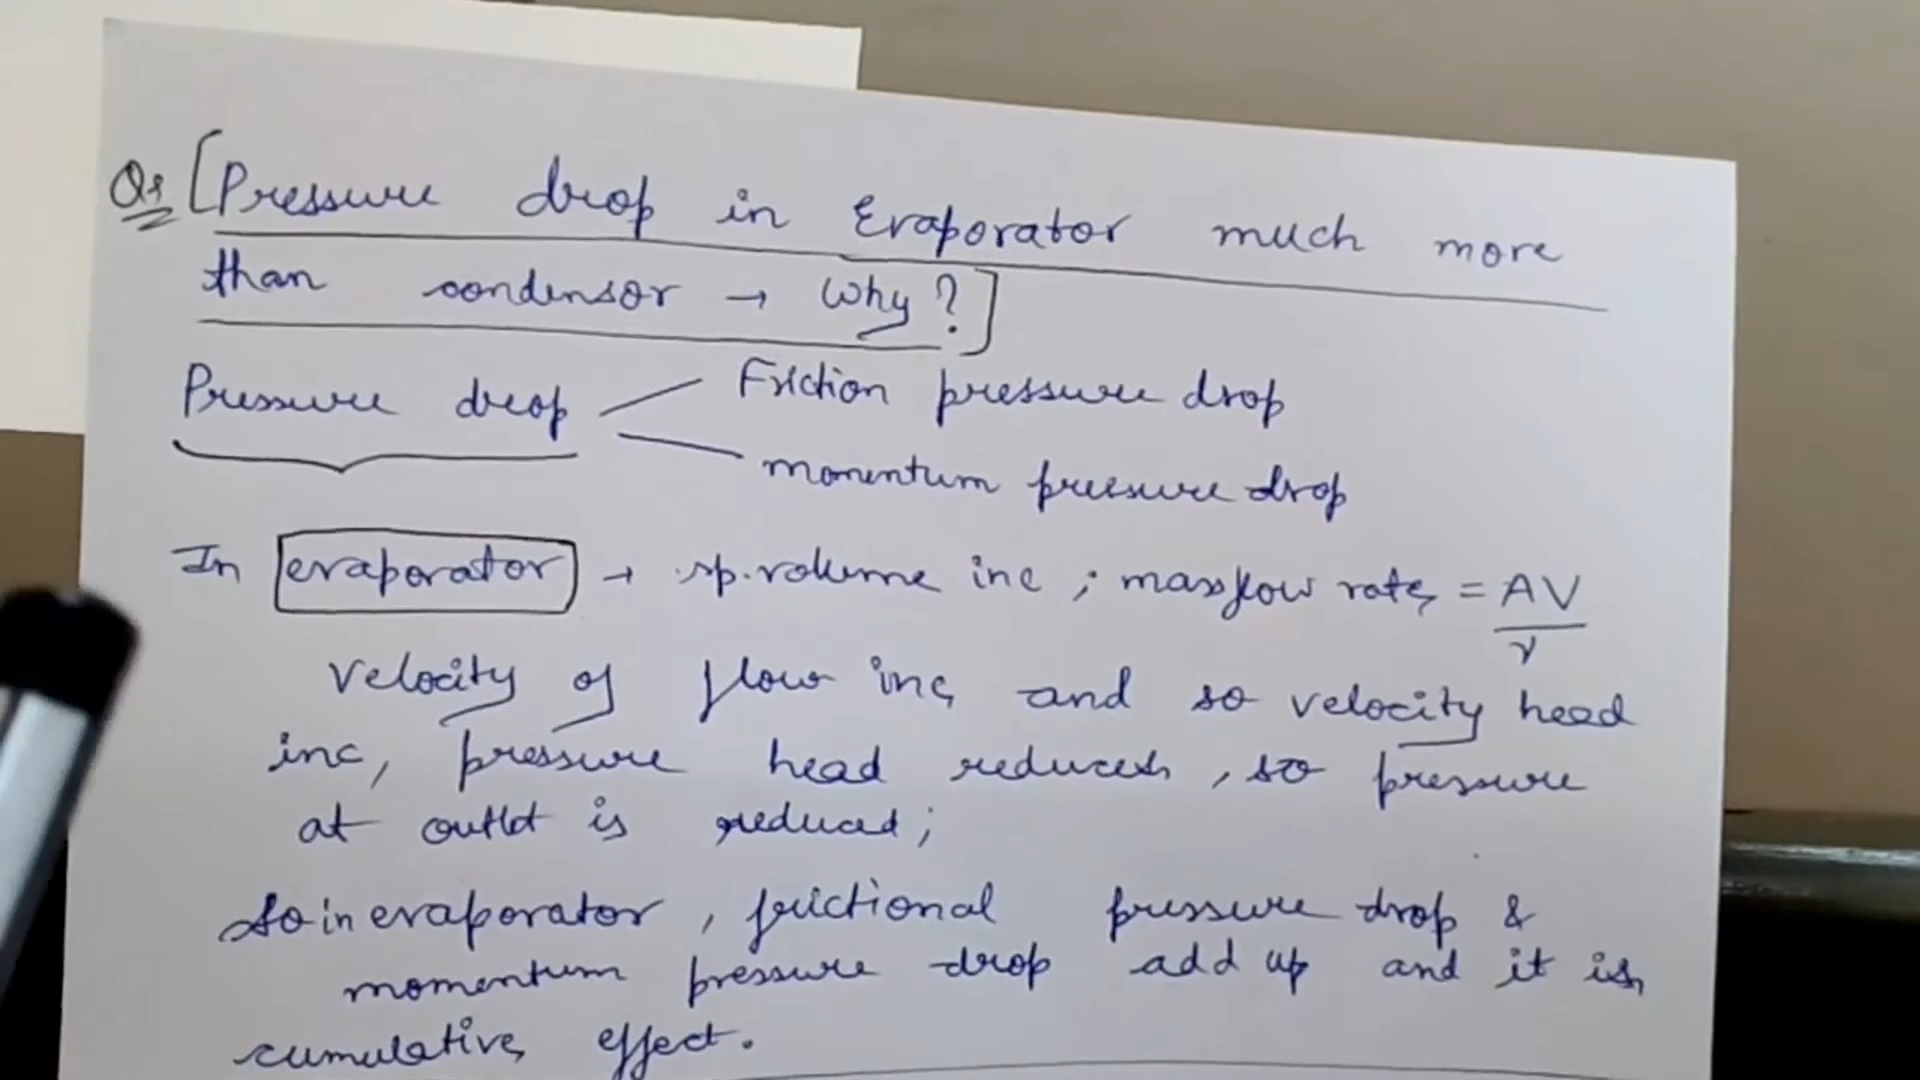 Qs [Pressure drop in Evaporator much more
than condensor → Why?]
Pressure drop
Friction pressure drop
momentum pressure drop
In evaporator → sp. volume inc ; massflow rate = AV/v
velocity of flow inc, and so velocity head
inc, pressure head reduces, so pressure
at outlet is reduced;
So in evaporator, frictional pressure drop &
momentum pressure drop add up and it is
cumulative effect.